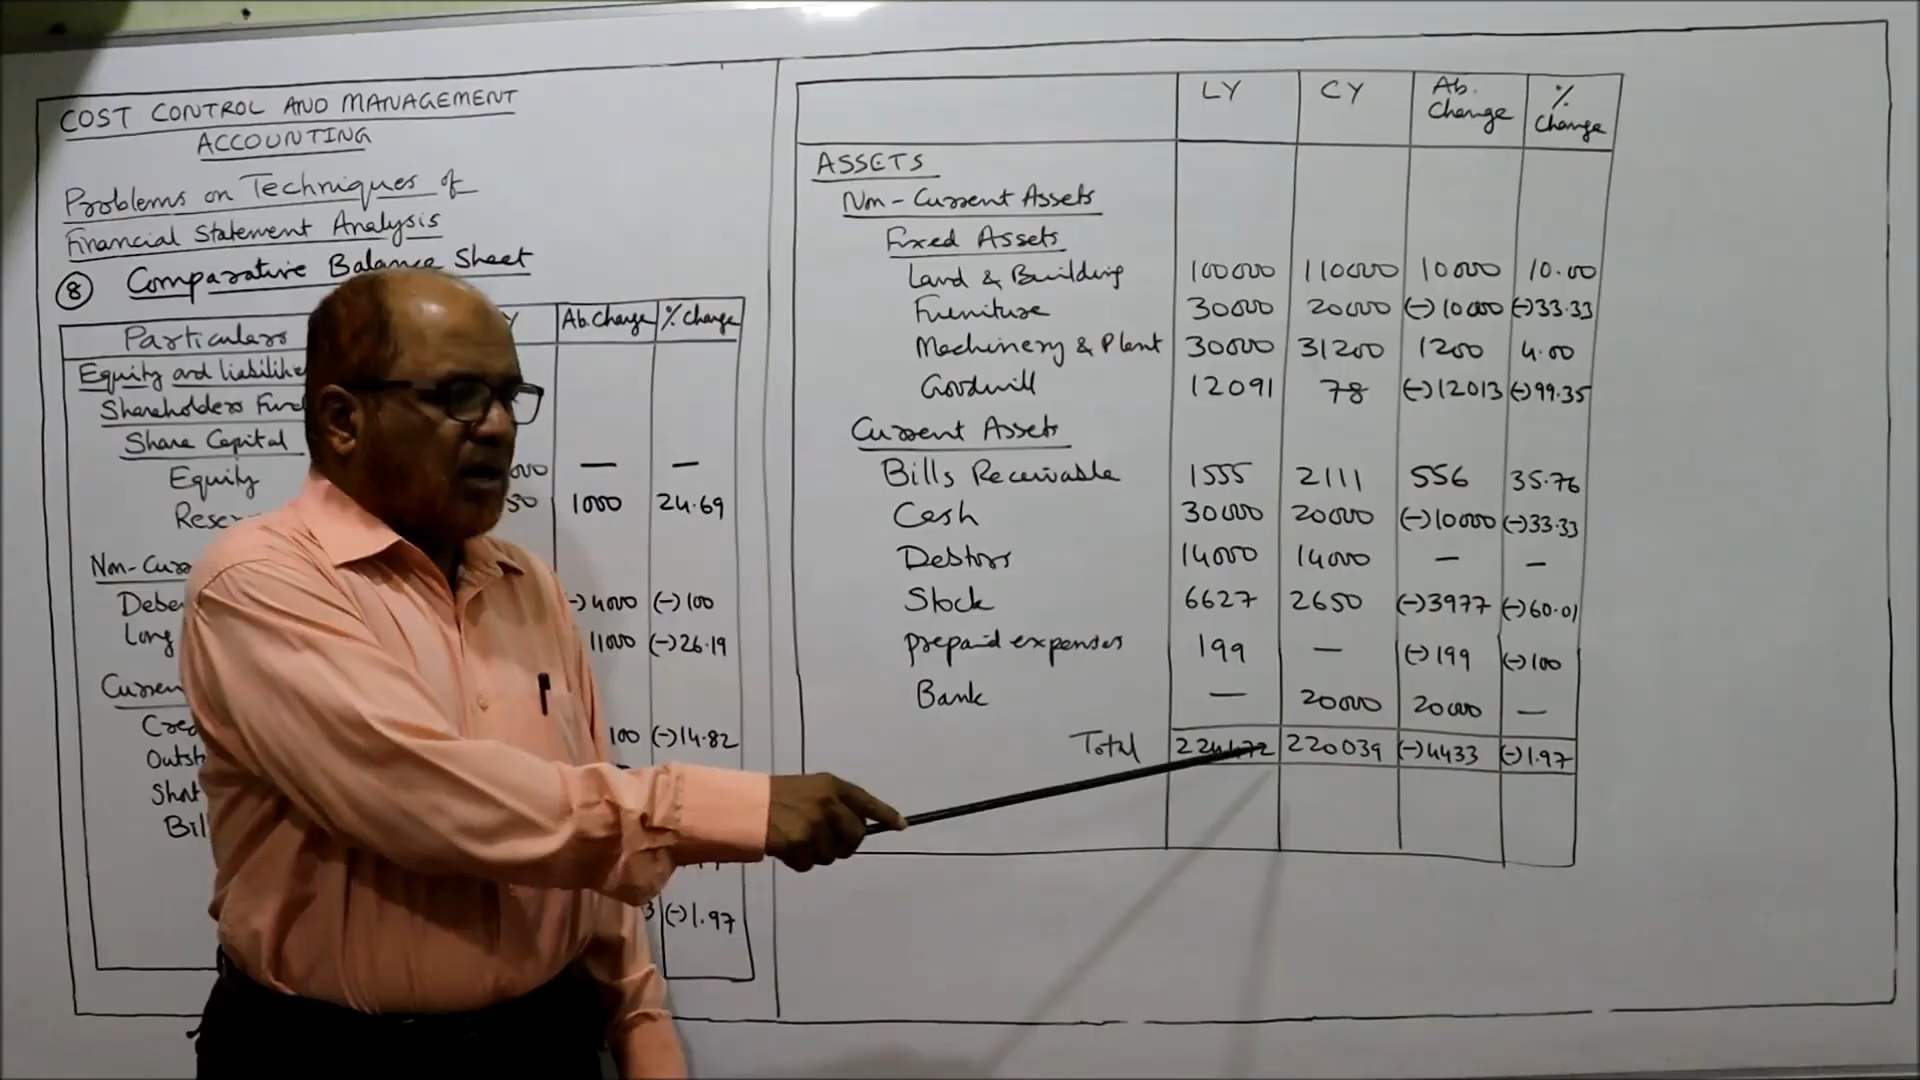 COST CONTROL AND MANAGEMENT
ACCOUNTING
Problems on Techniques of
Financial Statement Analysis
8 Comparative Balance Sheet
Particulars Ab.Change % Change
Equity and
Shareholders
Share Capital
Equity — —
1000 24.69
(-) 100
11000 (-) 26.19
100 (-) 14.82
(-) 1.97
LY CY Ab. Change % Change
ASSETS
Non-Current Assets
Fixed Assets
Land & Building 100000 110000 10000 10.00
Furniture 30000 20000 (-) 10000 (-) 33.33
Machinery & Plant 30000 31200 1200 4.00
Goodwill 12091 78 (-) 12013 (-) 99.35
Current Assets
Bills Receivable 1555 2111 556 35.76
Cash 30000 20000 (-) 10000 (-) 33.33
Debtors 14000 14000 — —
Stock 6627 2650 (-) 3977 (-) 60.01
Prepaid expenses 199 — (-) 199 (-) 100
Bank — 20000 20000 —
Total 220039 (-) 4433 (-) 1.97